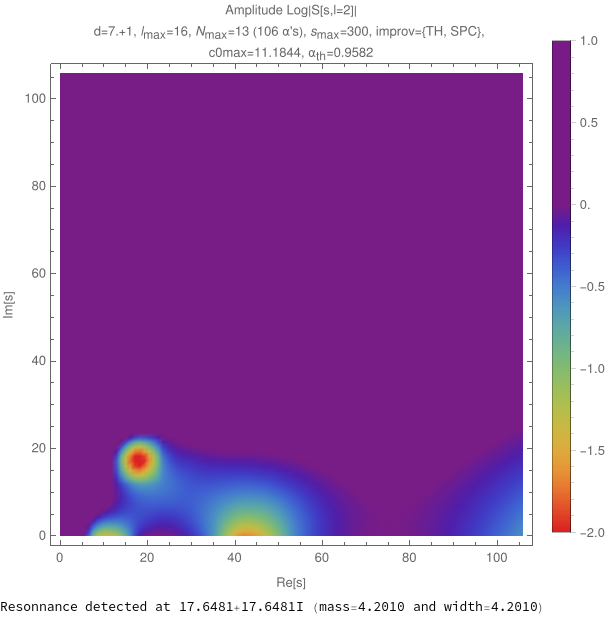 Amplitude Log|S[s,l=2]|
d=7.+1, lmax=16, Nmax=13 (106 α's), smax=300, improv={TH, SPC},
c0max=11.1844, αth=0.9582
100
80
60
40
20
0
Im[s]
0 20 40 60 80 100
Re[s]
1.0
0.5
0.
-0.5
-1.0
-1.5
-2.0
Resonnance detected at 17.6481+17.6481I (mass=4.2010 and width=4.2010)